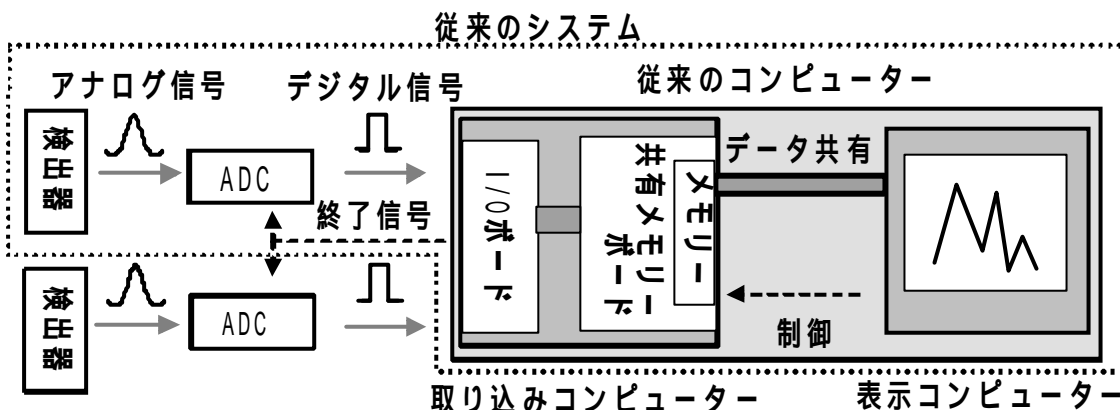 従来のシステム
アナログ信号
デジタル信号
従来のコンピューター
検出器
ADC
I/Oボード
共有メモリー
ボード
メモリー
データ共有
終了信号
検出器
ADC
制御
取り込みコンピューター
表示コンピューター